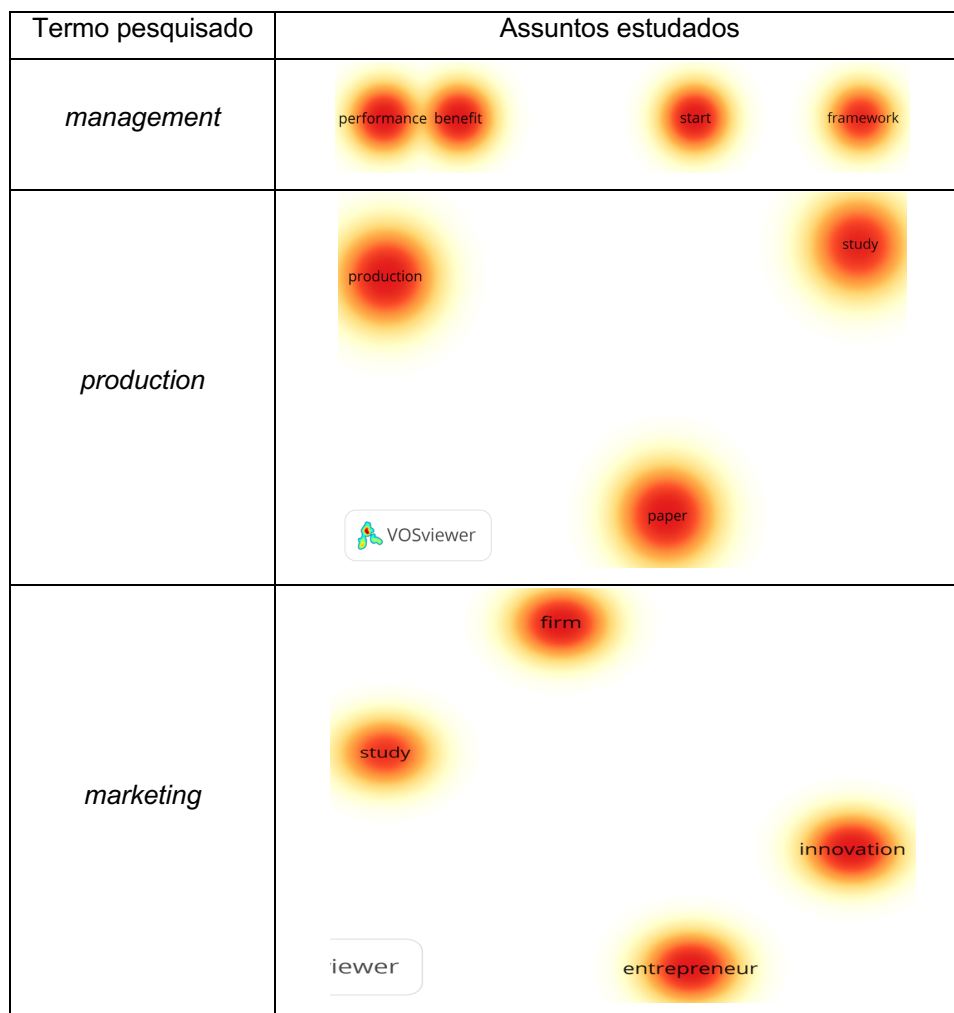 Termo pesquisado
Assuntos estudados
management
performance benefit start framework
production
production
study
paper
VOSviewer
marketing
firm
study
innovation
entrepreneur
iewer